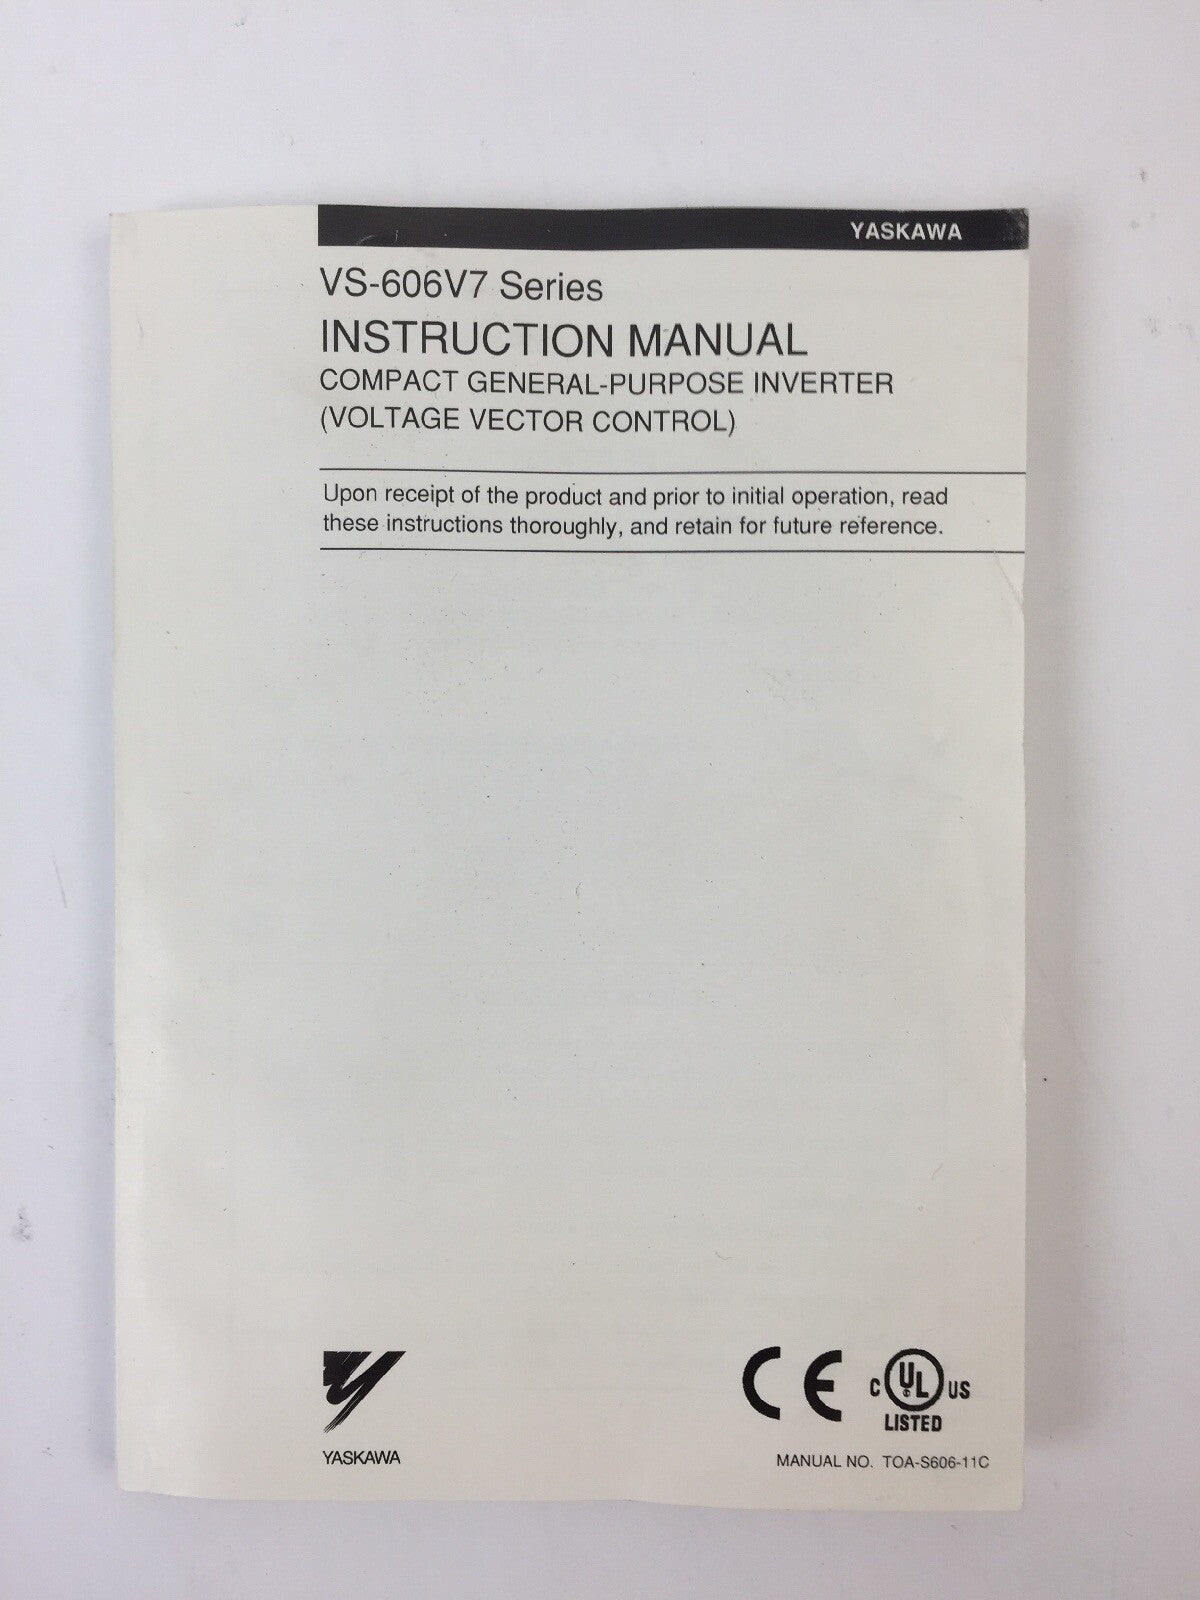 YASKAWA
VS-606V7 Series
INSTRUCTION MANUAL
COMPACT GENERAL-PURPOSE INVERTER
(VOLTAGE VECTOR CONTROL)
Upon receipt of the product and prior to initial operation, read
these instructions thoroughly, and retain for future reference.
YASKAWA
CE
C UL US
LISTED
MANUAL NO. TOA-S606-11C